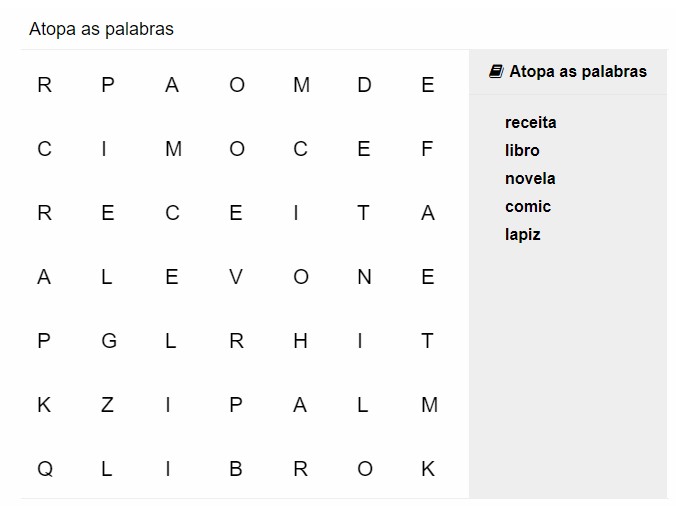 Atopa as palabras
R P A O M D E
C I M O C E F
R E C E I T A
A L E V O N E
P G L R H I T
K Z I P A L M
Q L I B R O K
Atopa as palabras
receita
libro
novela
comic
lapiz